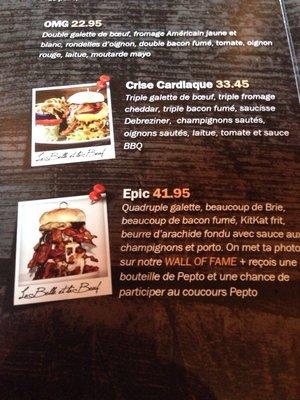 OMG 22.95
Double galette de bœuf, fromage Américain jaune et
blanc, rondelles d'oignon, double bacon fumé, tomate, oignon
rouge, laitue, moutarde mayo
Crise Cardiaque 33.45
Triple galette de bœuf, triple fromage
cheddar, triple bacon fumé, saucisse
Debreziner, champignons sautés,
oignons sautés, laitue, tomate et sauce
BBQ
La Belle et la Bœuf
Epic 41.95
Quadruple galette, beaucoup de Brie,
beaucoup de bacon fumé, KitKat frit,
beurre d'arachide fondu avec sauce aux
champignons et porto. On met ta photo
sur notre WALL OF FAME + reçois une
bouteille de Pepto et une chance de
participer au coucours Pepto
La Belle et la Bœuf